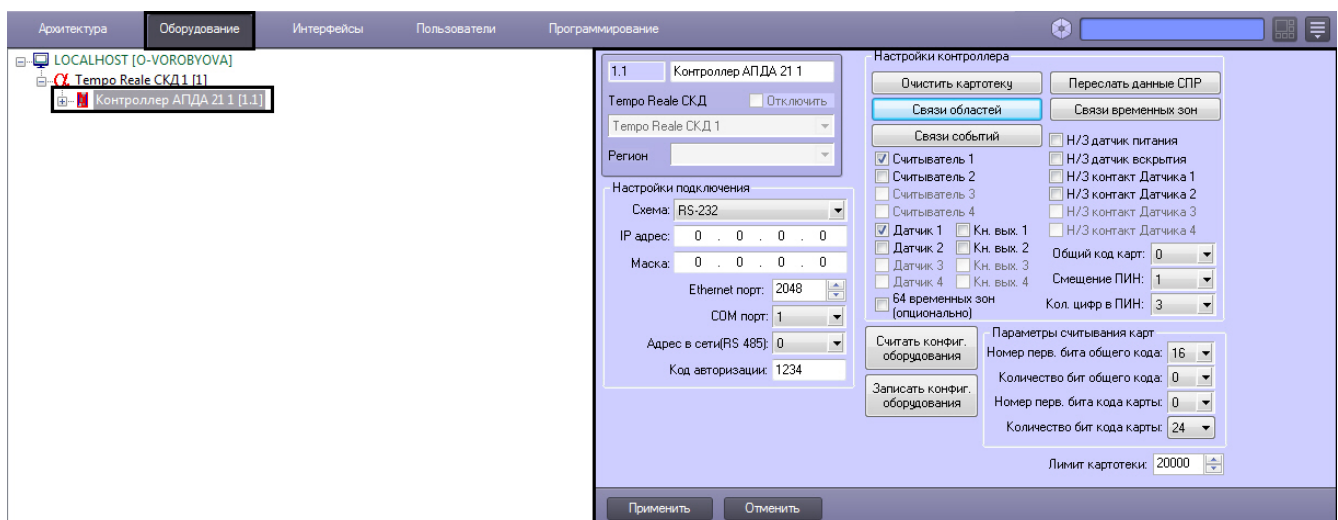 Архитектура Оборудование Интерфейсы Пользователи Программирование
LOCALHOST [O-VOROBYOVA]
Tempo Reale СКД 1 [1]
Контроллер АПДА 21 1 [1.1]
1.1 Контроллер АПДА 21 1
Tempo Reale СКД Отключить
Tempo Reale СКД 1
Регион
Настройки подключения
Схема: RS-232
IP адрес: 0 . 0 . 0 . 0
Маска: 0 . 0 . 0 . 0
Ethernet порт: 2048
COM порт: 1
Адрес в сети(RS 485): 0
Код авторизации: 1234
Настройки контроллера
Очистить картотеку Переслать данные СПР
Связи областей Связи временных зон
Связи событий
Н/З датчик питания
Считыватель 1 Н/З датчик вскрытия
Считыватель 2 Н/З контакт Датчика 1
Считыватель 3 Н/З контакт Датчика 2
Считыватель 4 Н/З контакт Датчика 3
Датчик 1 Кн. вых. 1 Н/З контакт Датчика 4
Датчик 2 Кн. вых. 2
Общий код карт: 0
Датчик 3 Кн. вых. 3
Датчик 4 Кн. вых. 4
Смещение ПИН: 1
64 временных зон
(опционально)
Кол. цифр в ПИН: 3
Считать конфиг.
оборудования
Записать конфиг.
оборудования
Параметры считывания карт
Номер перв. бита общего кода: 16
Количество бит общего кода: 0
Номер перв. бита кода карты: 0
Количество бит кода карты: 24
Лимит картотеки: 20000
Применить Отменить